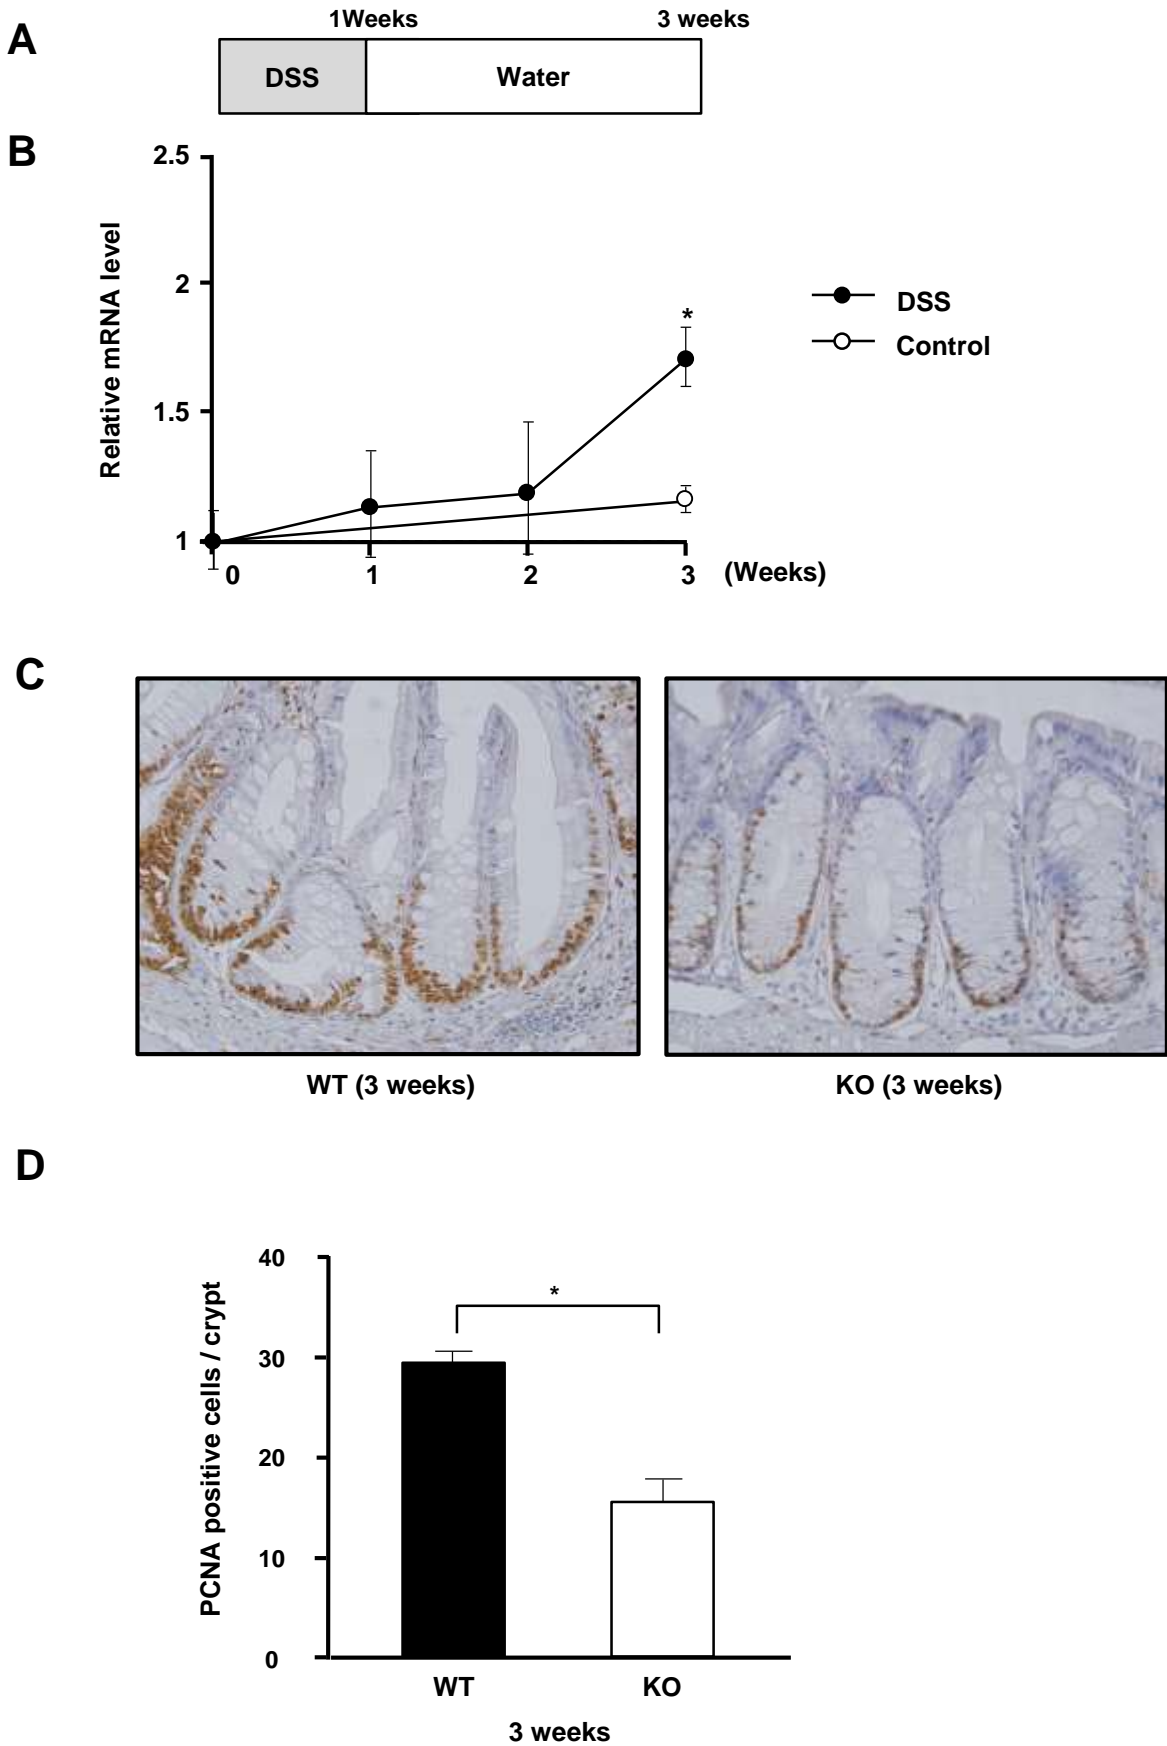 A
1Weeks 3 weeks
DSS Water
B
2.5
2
1.5
1
Relative mRNA level
*
DSS
Control
0 1 2 3 (Weeks)
C
WT (3 weeks) KO (3 weeks)
D
40
30
20
10
0
PCNA positive cells / crypt
*
WT KO
3 weeks